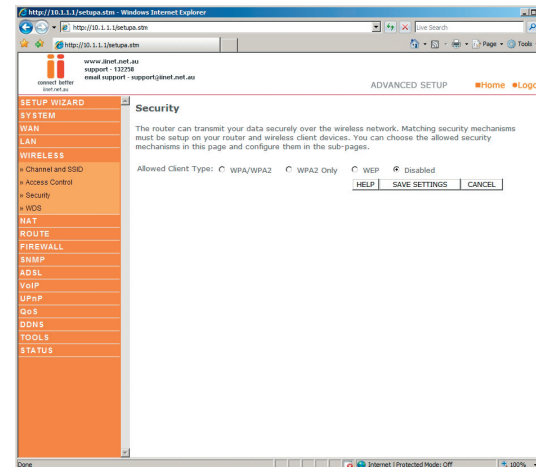 http://10.1.1.1/setupa.stm - Windows Internet Explorer
http://10.1.1.1/setupa.stm
Live Search
http://10.1.1.1/setupa.stm
Page
Tools
www.iinet.net.au
support - 132258
email support - support@iinet.net.au
connect better
iinet.net.au
ADVANCED SETUP
Home
Logo
SETUP WIZARD
SYSTEM
WAN
LAN
WIRELESS
» Channel and SSID
» Access Control
» Security
» WDS
NAT
ROUTE
FIREWALL
SNMP
ADSL
VoIP
UPnP
QoS
DDNS
TOOLS
STATUS
Security
The router can transmit your data securely over the wireless network. Matching security mechanisms
must be setup on your router and wireless client devices. You can choose the allowed security
mechanisms in this page and configure them in the sub-pages.
Allowed Client Type: WPA/WPA2 WPA2 Only WEP Disabled
HELP SAVE SETTINGS CANCEL
Done
Internet | Protected Mode: Off
100%